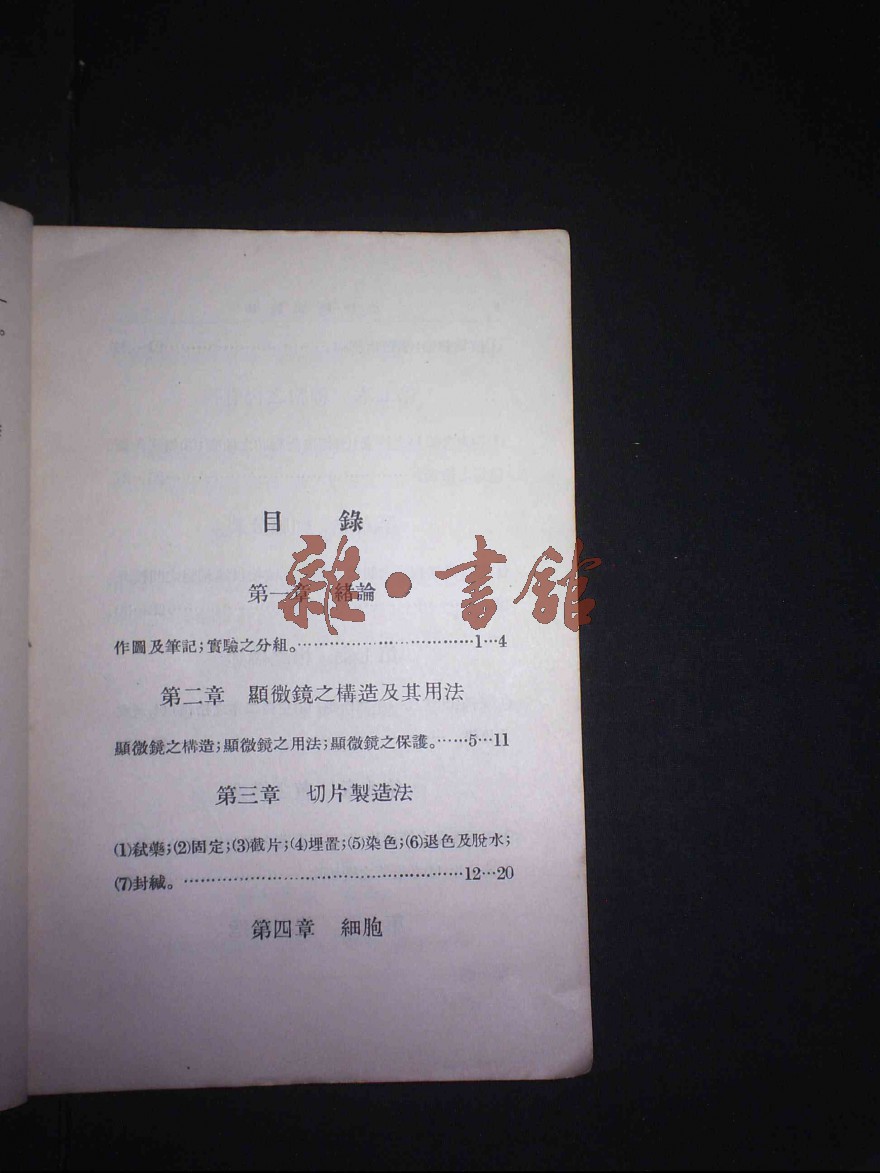 目錄
第一章 緒論
雜·書館
作圖及筆記；實驗之分組。……………………………1…4
第二章 顯微鏡之構造及其用法
顯微鏡之構造；顯微鏡之用法；顯微鏡之保護。……5…11
第三章 切片製造法
(1)弑藥；(2)固定；(3)截片；(4)埋置；(5)染色；(6)退色及脫水；
(7)封緘。………………………………………………12…20
第四章 細胞